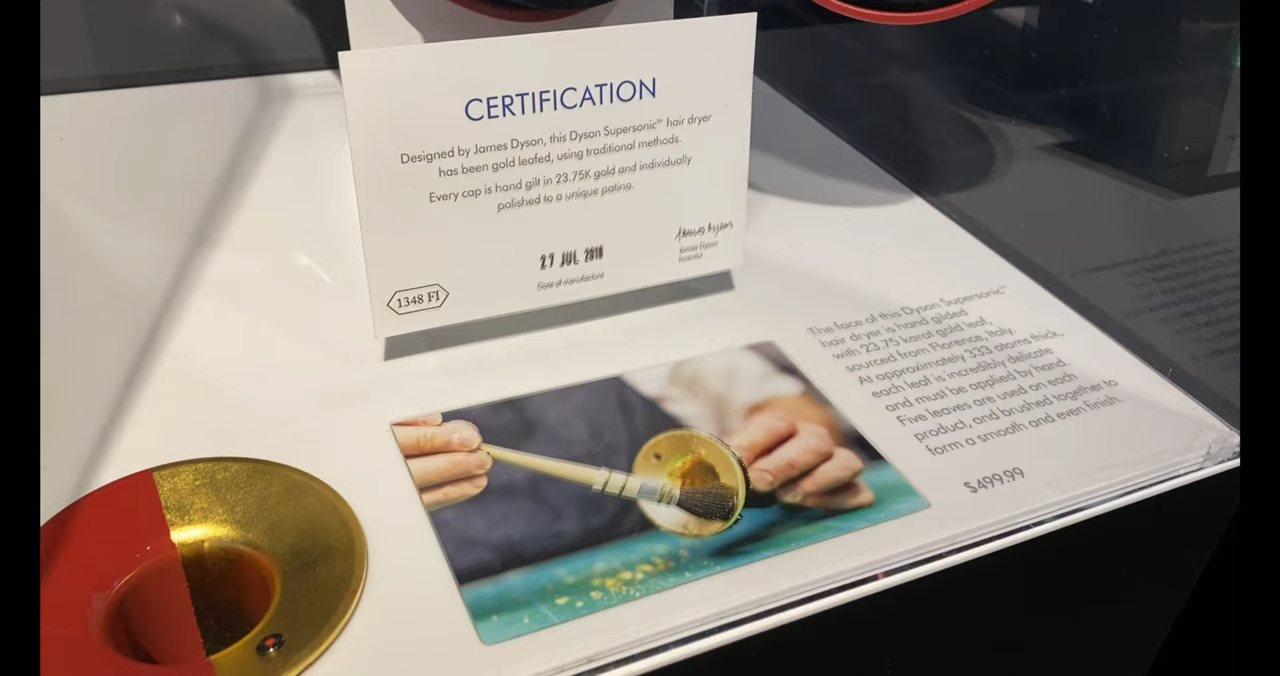 CERTIFICATION
Designed by James Dyson, this Dyson Supersonic™ hair dryer
has been gold leafed, using traditional methods.
Every cap is hand gilt in 23.75K gold and individually
polished to a unique patina.
27 JUL 2018
Date of manufacture
James Dyson
Inventor
1348 FI
The face of this Dyson Supersonic™
hair dryer is hand gilded
with 23.75 karat gold leaf,
sourced from Florence, Italy.
At approximately 333 atoms thick,
each leaf is incredibly delicate
and must be applied by hand.
Five leaves are used on each
product, and brushed together to
form a smooth and even finish.
$499.99